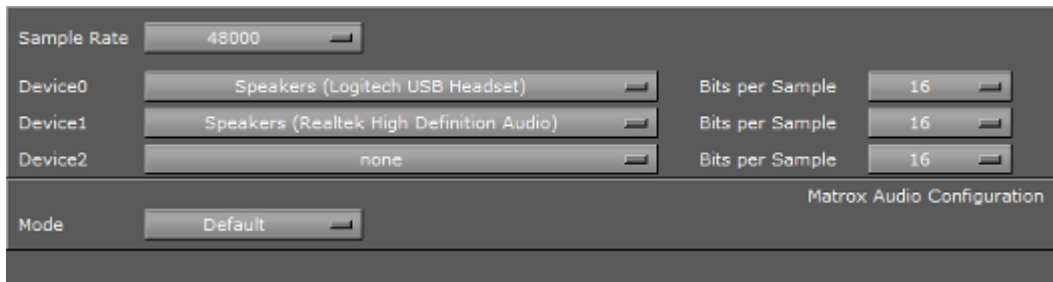 Sample Rate 48000
Device0 Speakers (Logitech USB Headset) Bits per Sample 16
Device1 Speakers (Realtek High Definition Audio) Bits per Sample 16
Device2 none Bits per Sample 16
Matrox Audio Configuration
Mode Default